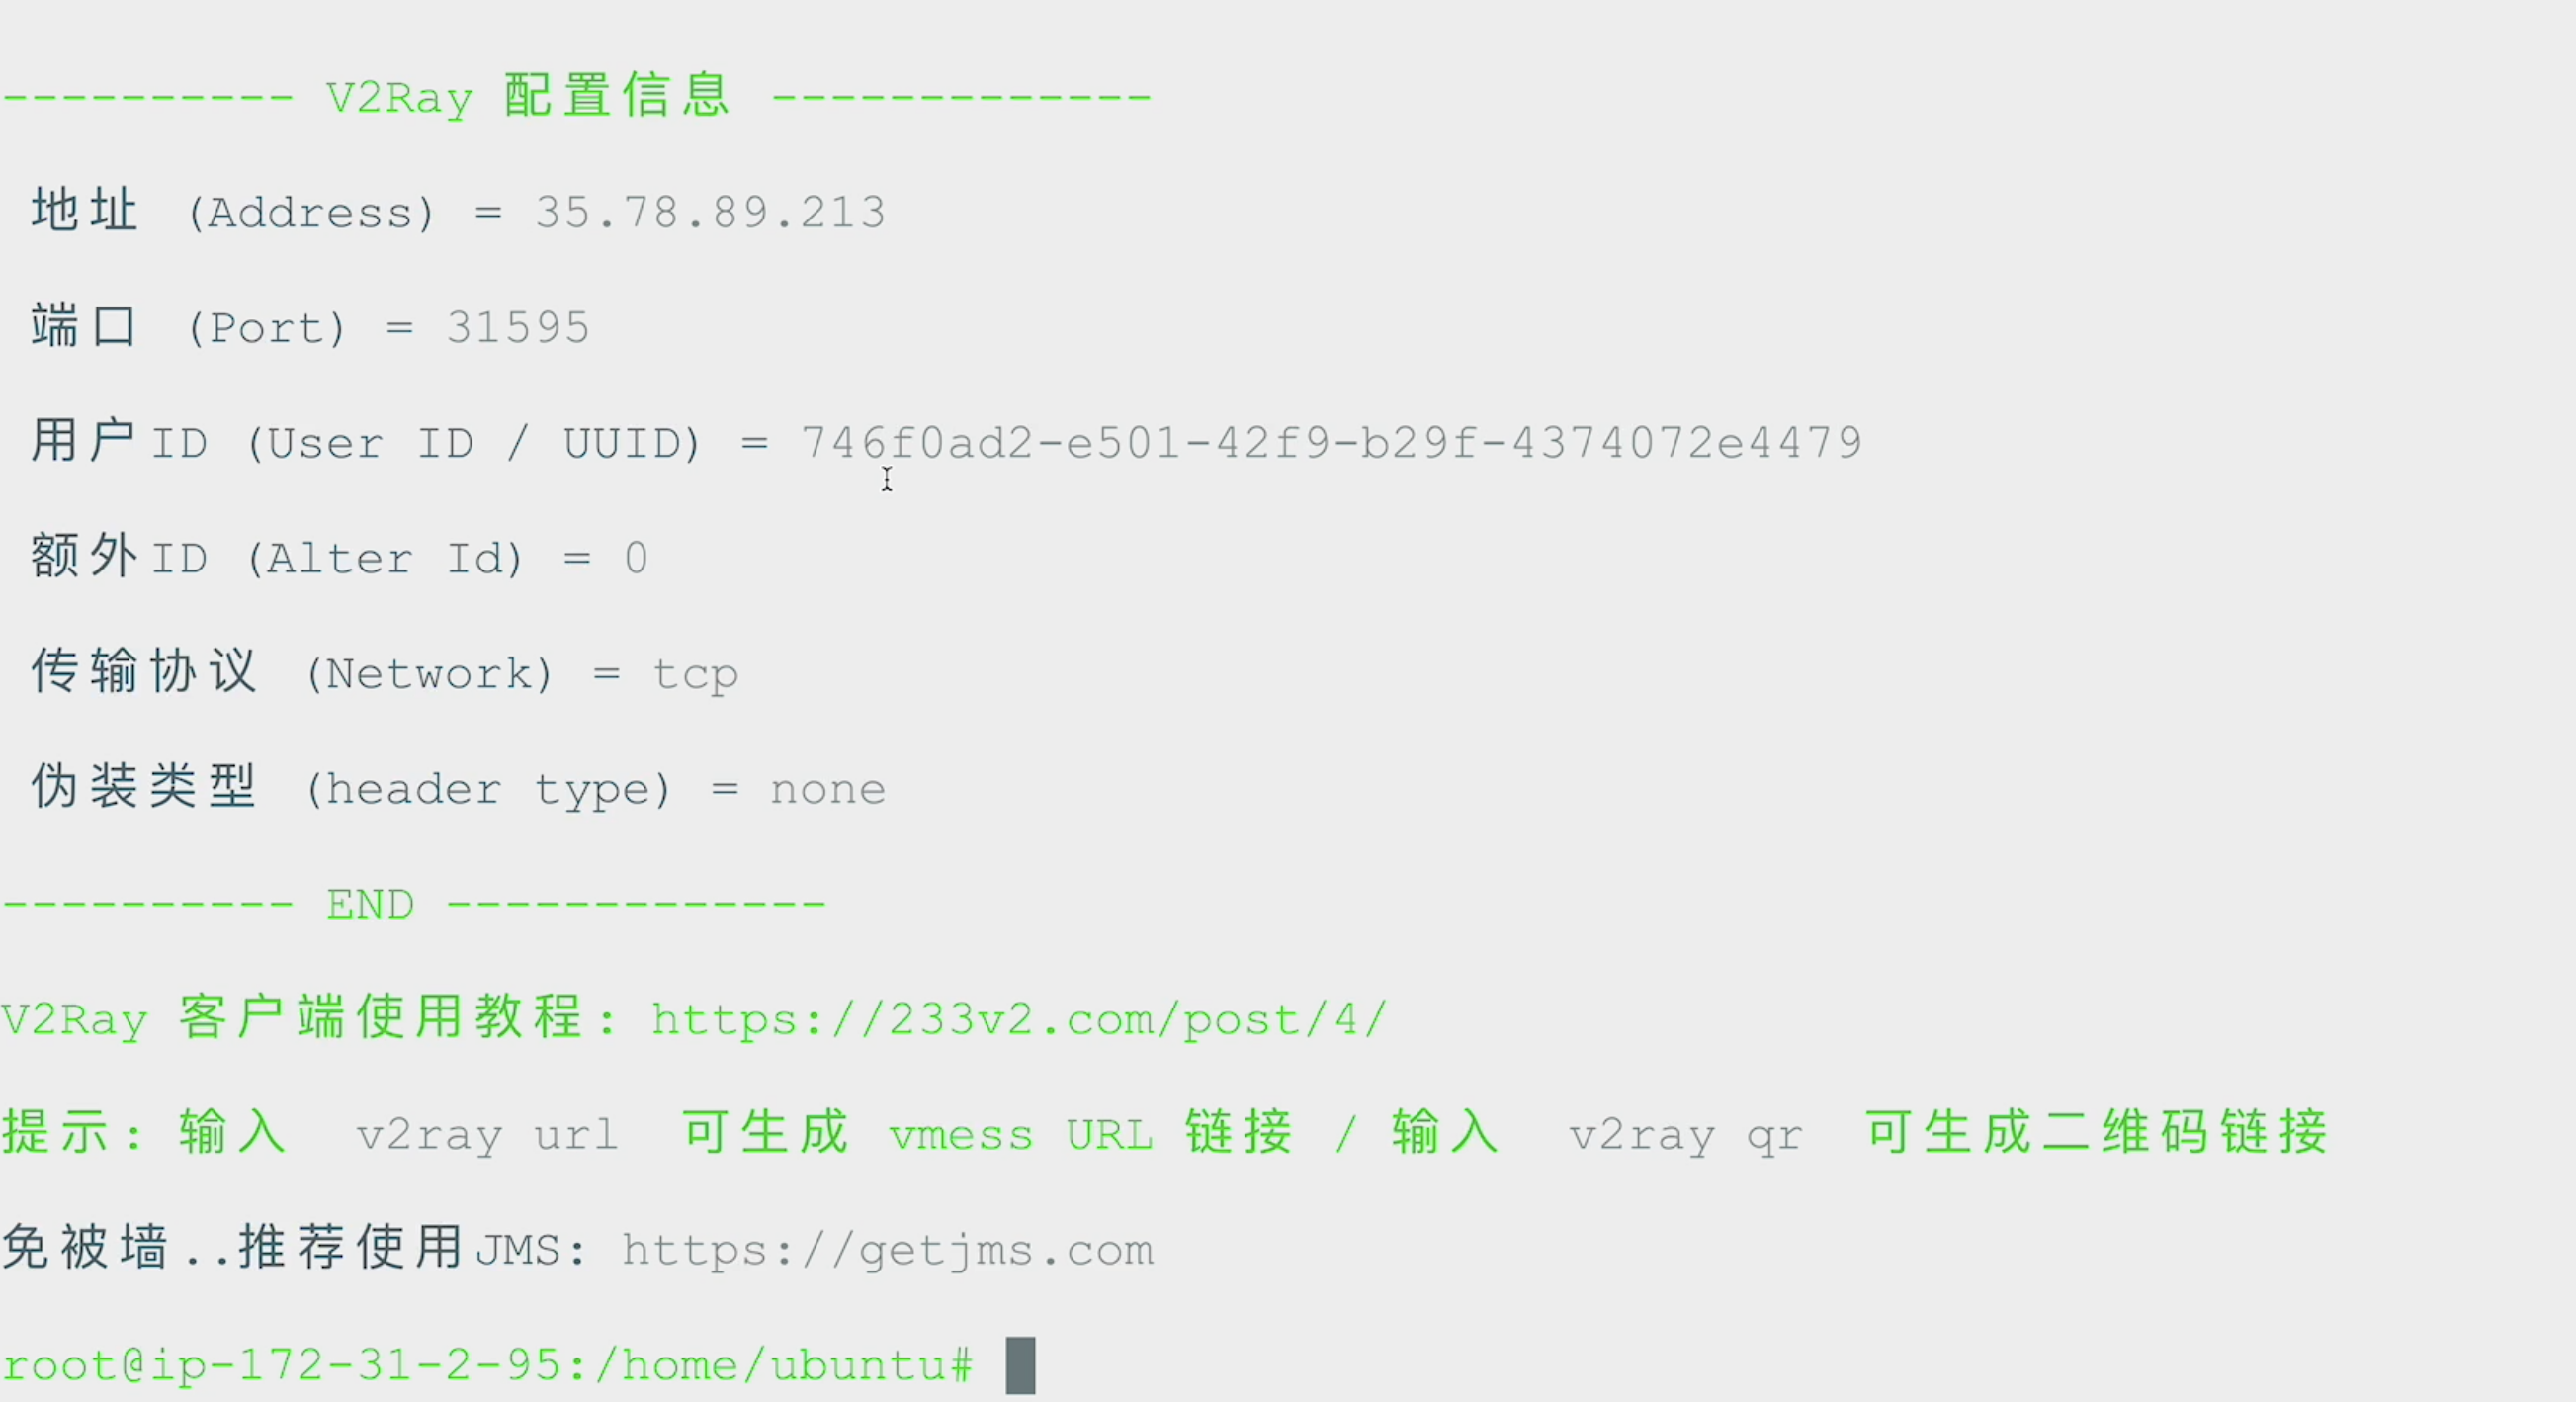 ---------- V2Ray 配置信息 -------------
地址 (Address) = 35.78.89.213
端口 (Port) = 31595
用户ID (User ID / UUID) = 746f0ad2-e501-42f9-b29f-4374072e4479
额外ID (Alter Id) = 0
传输协议 (Network) = tcp
伪装类型 (header type) = none
---------- END -------------
V2Ray 客户端使用教程: https://233v2.com/post/4/
提示: 输入 v2ray url 可生成 vmess URL 链接 / 输入 v2ray qr 可生成二维码链接
免被墙..推荐使用JMS: https://getjms.com
root@ip-172-31-2-95:/home/ubuntu#